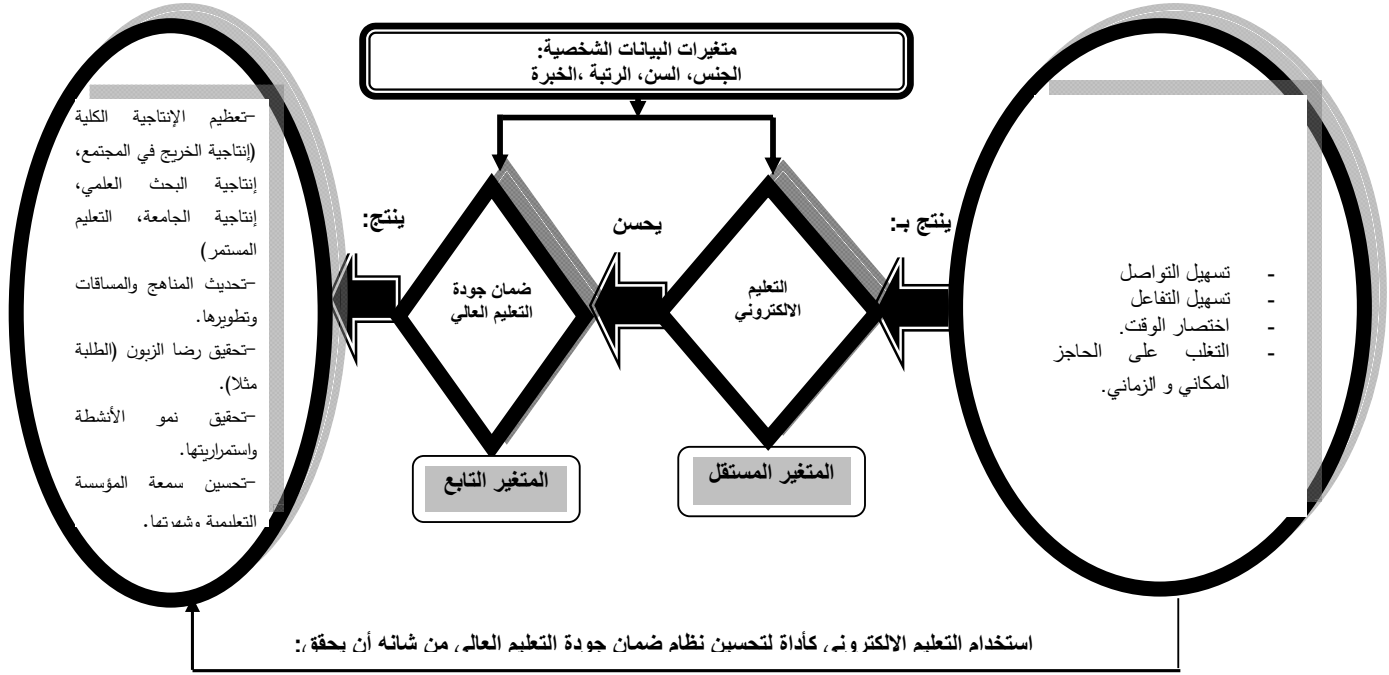 متغيرات البيانات الشخصية:
الجنس، السن، الرتبة ،الخبرة
ينتج بـ:
يحسن
ينتج:
- تسهيل التواصل
- تسهيل التفاعل
- اختصار الوقت.
- التغلب على الحاجز
المكاني و الزماني.
التعليم
الالكتروني
ضمان جودة
التعليم العالي
-تعظيم الإنتاجية الكلية
(إنتاجية الخريج في المجتمع،
إنتاجية البحث العلمي،
إنتاجية الجامعة، التعليم
المستمر)
-تحديث المناهج والمساقات
وتطويرها.
-تحقيق رضا الزبون (الطلبة
مثلا).
-تحقيق نمو الأنشطة
واستمراريتها.
-تحسين سمعة المؤسسة
التعليمية وشهرتها.
المتغير المستقل
المتغير التابع
استخدام التعليم الالكتروني كأداة لتحسين نظام ضمان جودة التعليم العالي من شانه أن يحقق: